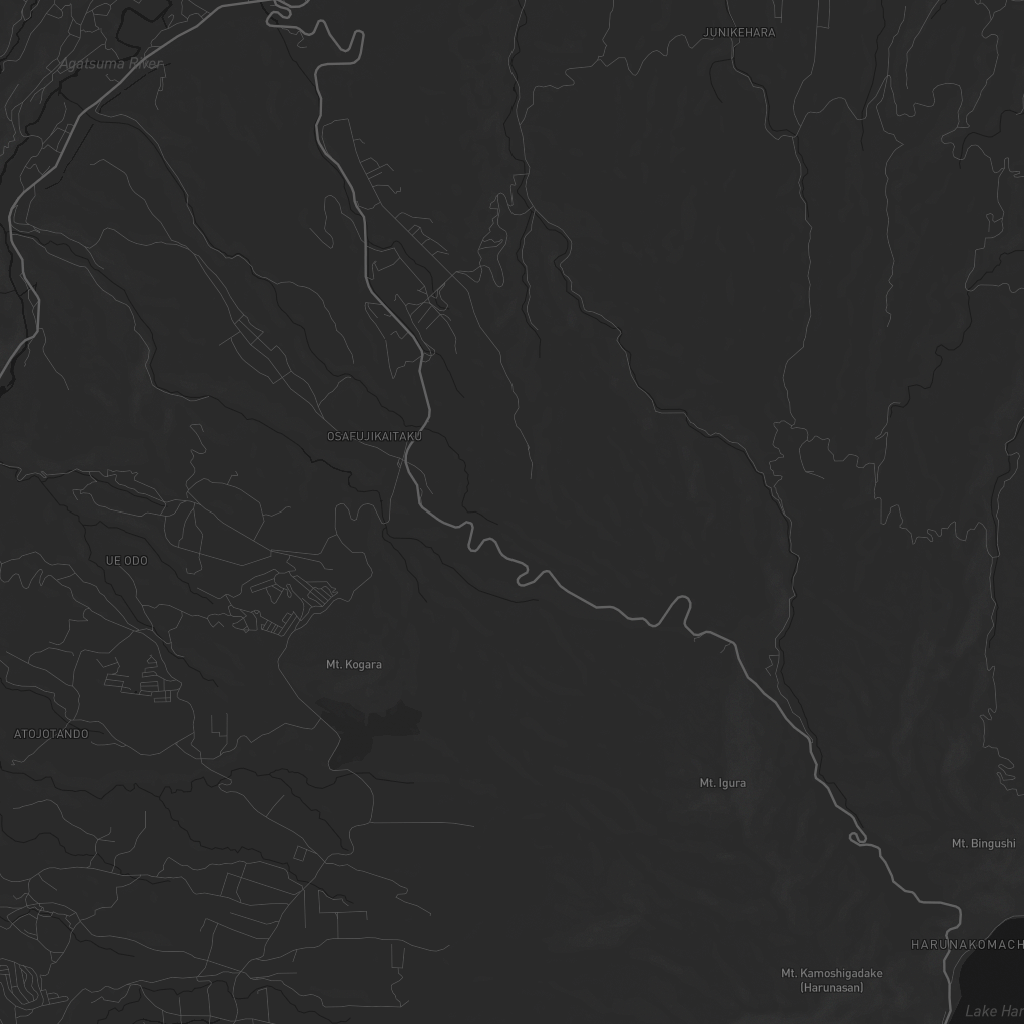 JUNIKEHARA
Agatsuma River
OSAFUJIKAITAKU
UE ODO
Mt. Kogara
ATOJOTANDO
Mt. Igura
Mt. Bingushi
HARUNAKOMACH
Mt. Kamoshigadake
(Harunasan)
Lake Har